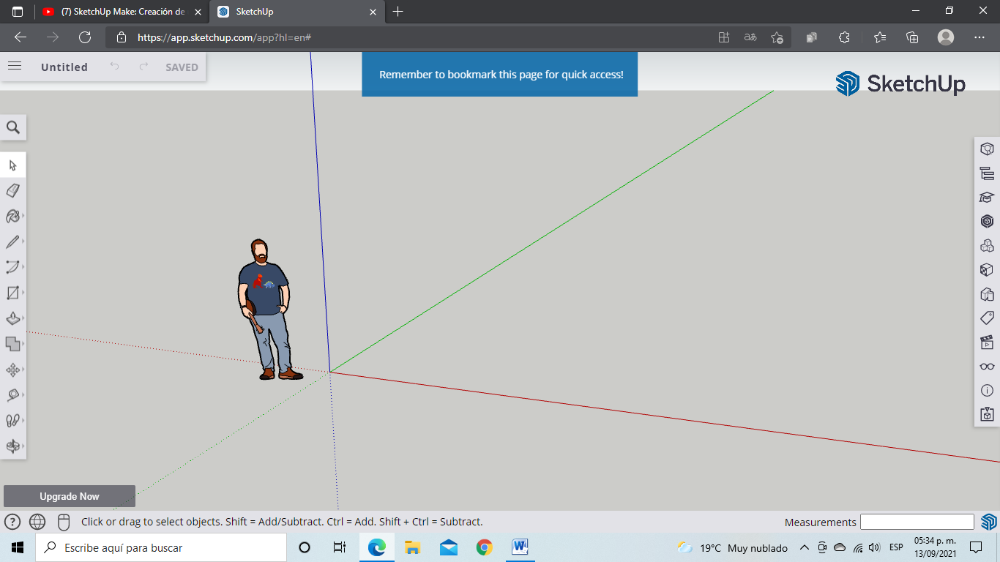 (7) SketchUp Make: Creación de
SketchUp
https://app.sketchup.com/app?hl=en#
Untitled
SAVED
Remember to bookmark this page for quick access!
SketchUp
Upgrade Now
Click or drag to select objects. Shift = Add/Subtract. Ctrl = Add. Shift + Ctrl = Subtract.
Measurements
Escribe aquí para buscar
19°C Muy nublado
ESP
05:34 p. m.
13/09/2021